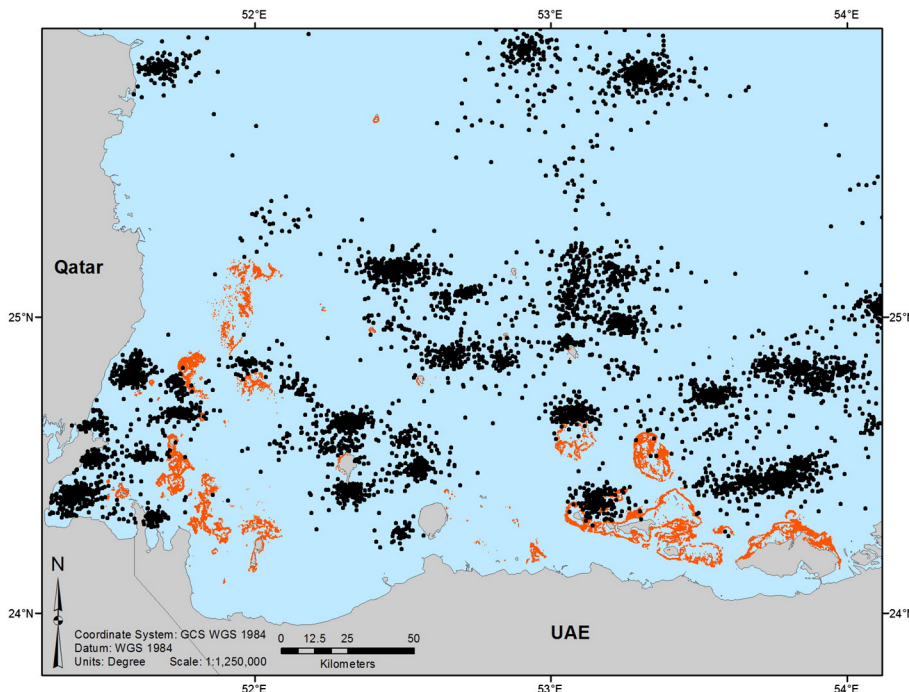 52°E 53°E 54°E
Qatar
25°N 25°N
N
24°N 24°N
UAE
Coordinate System: GCS WGS 1984
Datum: WGS 1984
Units: Degree Scale: 1:1,250,000
0 12.5 25 50
Kilometers
52°E 53°E 54°E